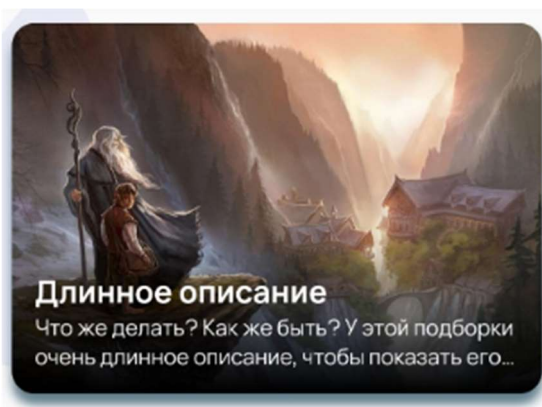 Длинное описание
Что же делать? Как же быть? У этой подборки
очень длинное описание, чтобы показать его...